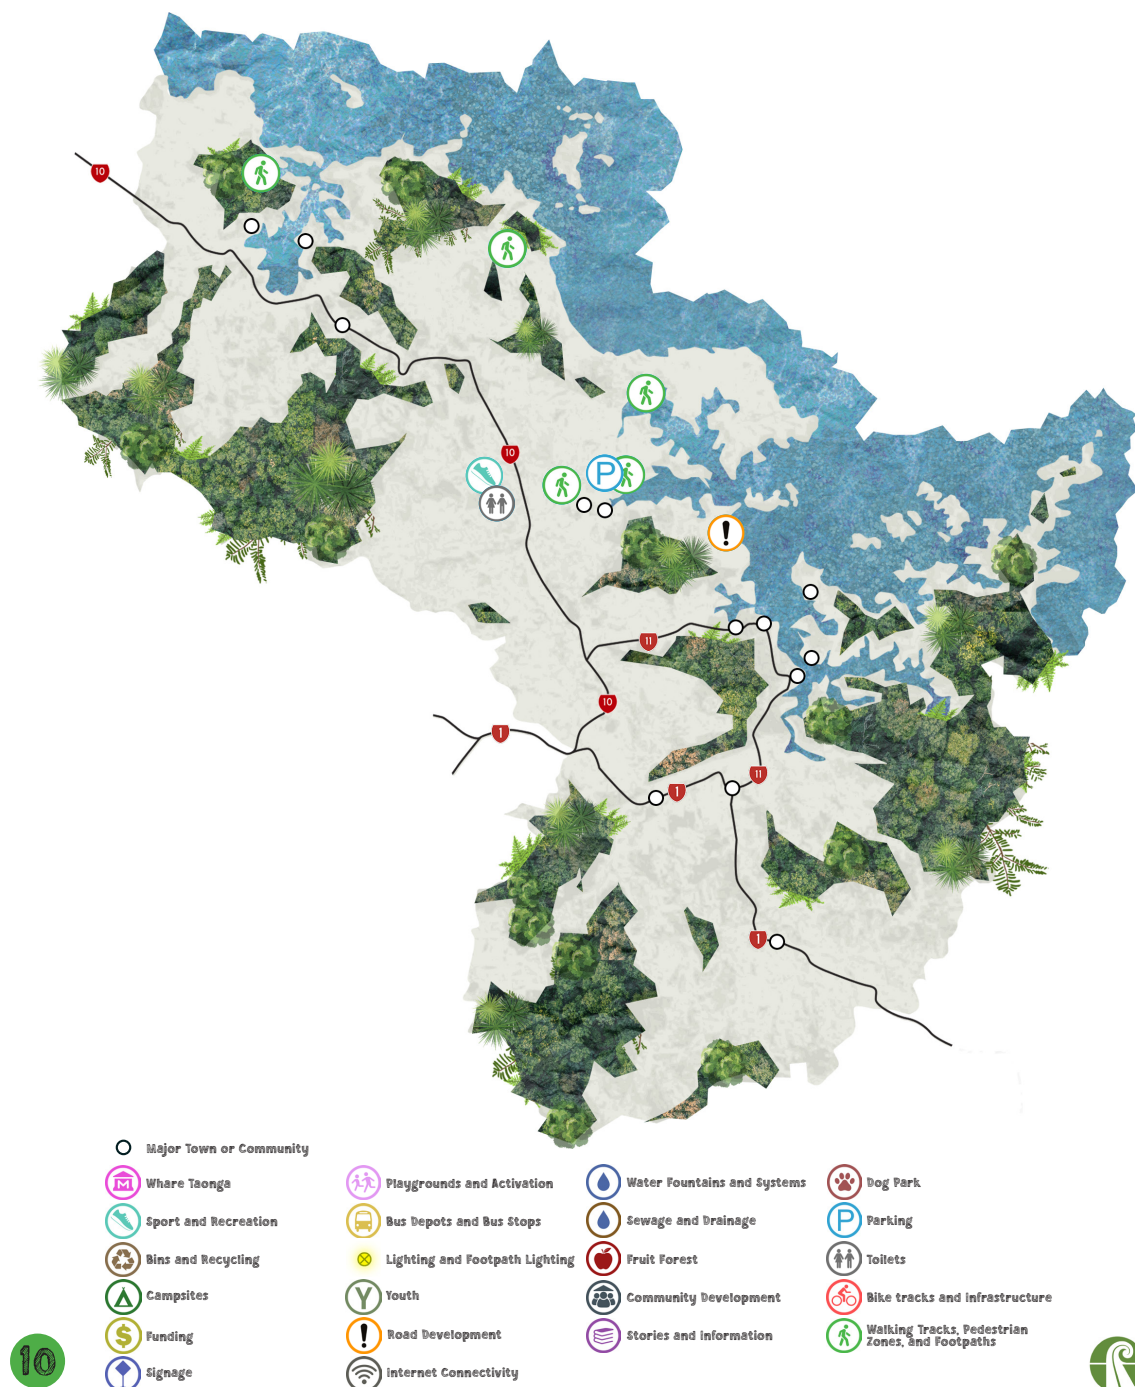 10
10
11
10
1
11
1
1
Major Town or Community
Whare Taonga
Playgrounds and Activation
Water Fountains and Systems
Dog Park
Sport and Recreation
Bus Depots and Bus Stops
Sewage and Drainage
P
Parking
Bins and Recycling
Lighting and Footpath Lighting
Fruit Forest
Toilets
Campsites
Y
Youth
Community Development
Bike tracks and Infrastructure
$
Funding
!
Road Development
Stories and Information
Walking Tracks, Pedestrian
Zones, and Footpaths
Signage
Internet Connectivity
10
P
!